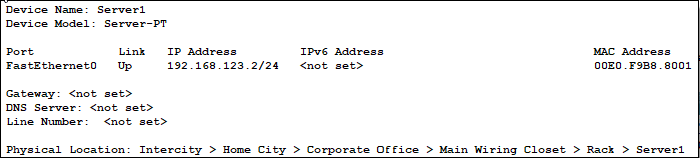 Device Name: Server1
Device Model: Server-PT
Port Link IP Address IPv6 Address MAC Address
FastEthernet0 Up 192.168.123.2/24 <not set> 00E0.F9B8.8001
Gateway: <not set>
DNS Server: <not set>
Line Number: <not set>
Physical Location: Intercity > Home City > Corporate Office > Main Wiring Closet > Rack > Server1